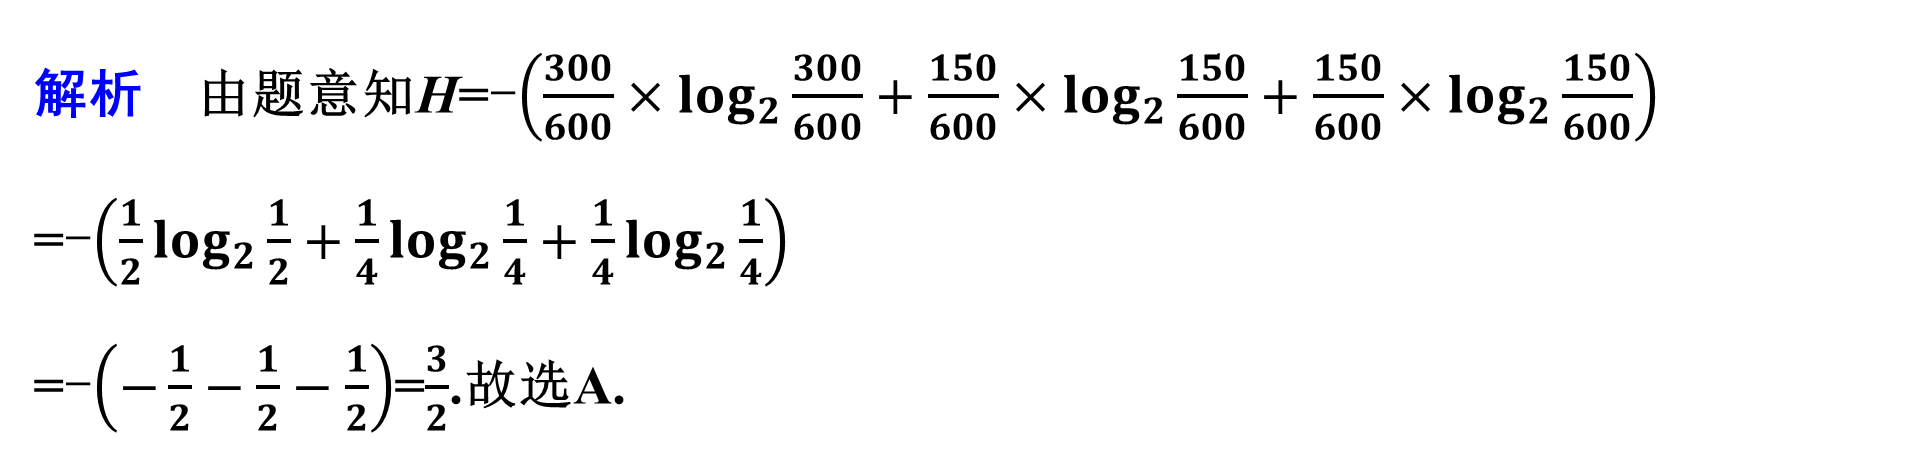 解析 由题意知H=−(300/600 × log₂ 300/600 + 150/600 × log₂ 150/600 + 150/600 × log₂ 150/600)
=−(1/2 log₂ 1/2 + 1/4 log₂ 1/4 + 1/4 log₂ 1/4)
=−(− 1/2 − 1/2 − 1/2)=3/2.故选A.